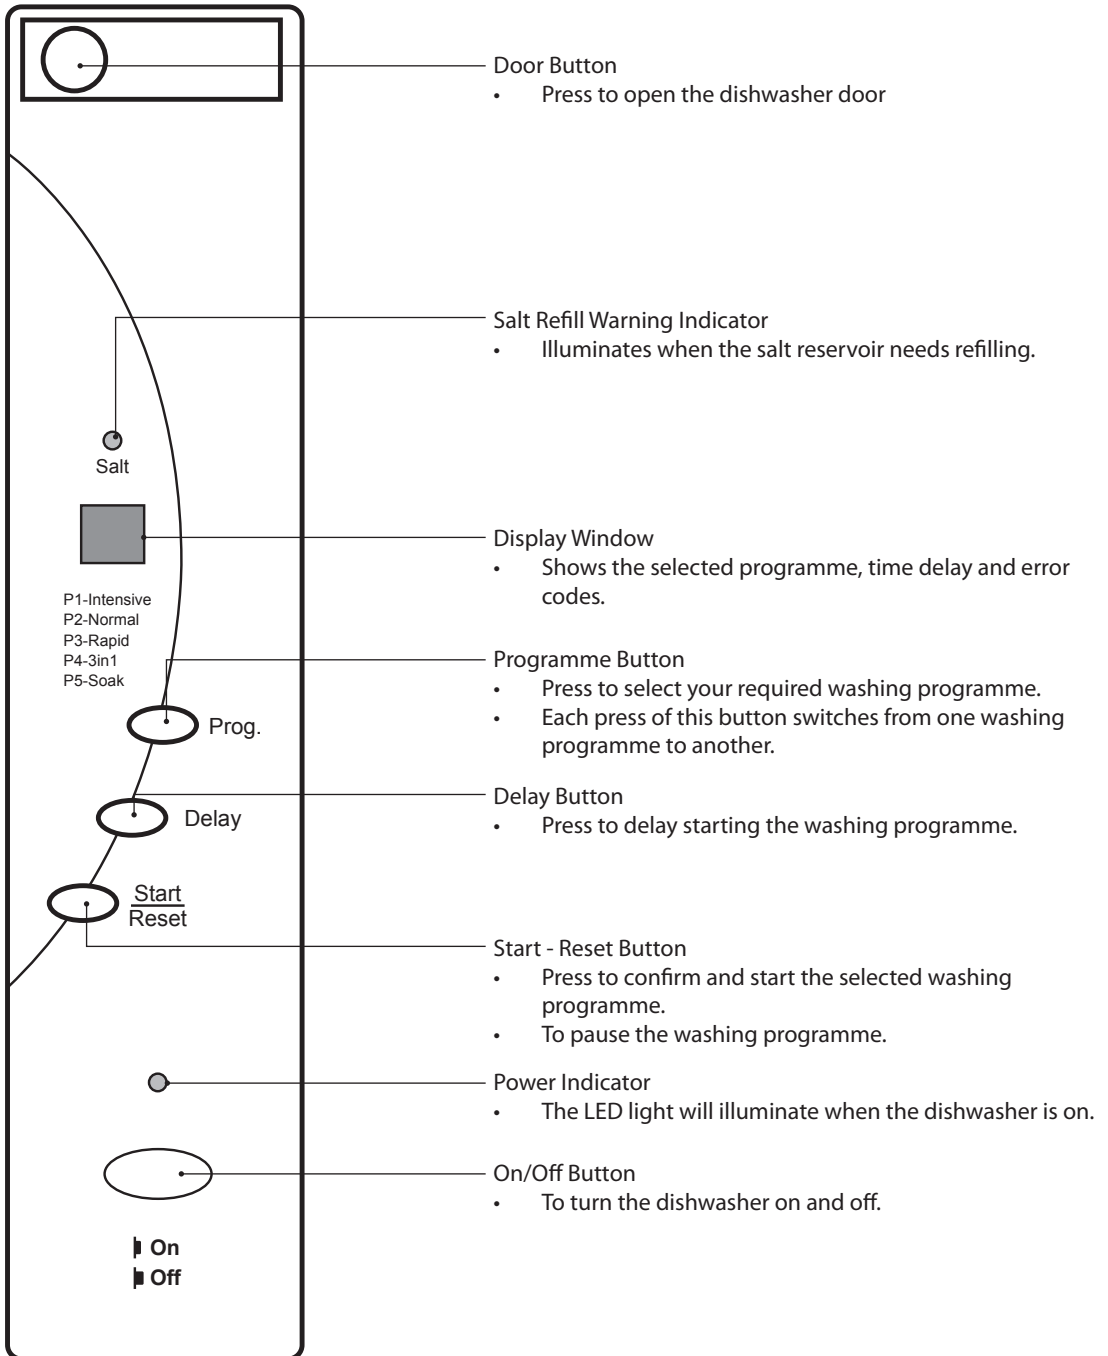 Door Button
• Press to open the dishwasher door
Salt Refill Warning Indicator
• Illuminates when the salt reservoir needs refilling.
Salt
Display Window
• Shows the selected programme, time delay and error
codes.
P1-Intensive
P2-Normal
P3-Rapid
P4-3in1
P5-Soak
Programme Button
• Press to select your required washing programme.
• Each press of this button switches from one washing
programme to another.
Prog.
Delay Button
• Press to delay starting the washing programme.
Delay
Start
Reset
Start - Reset Button
• Press to confirm and start the selected washing
programme.
• To pause the washing programme.
Power Indicator
• The LED light will illuminate when the dishwasher is on.
On/Off Button
• To turn the dishwasher on and off.
On
Off